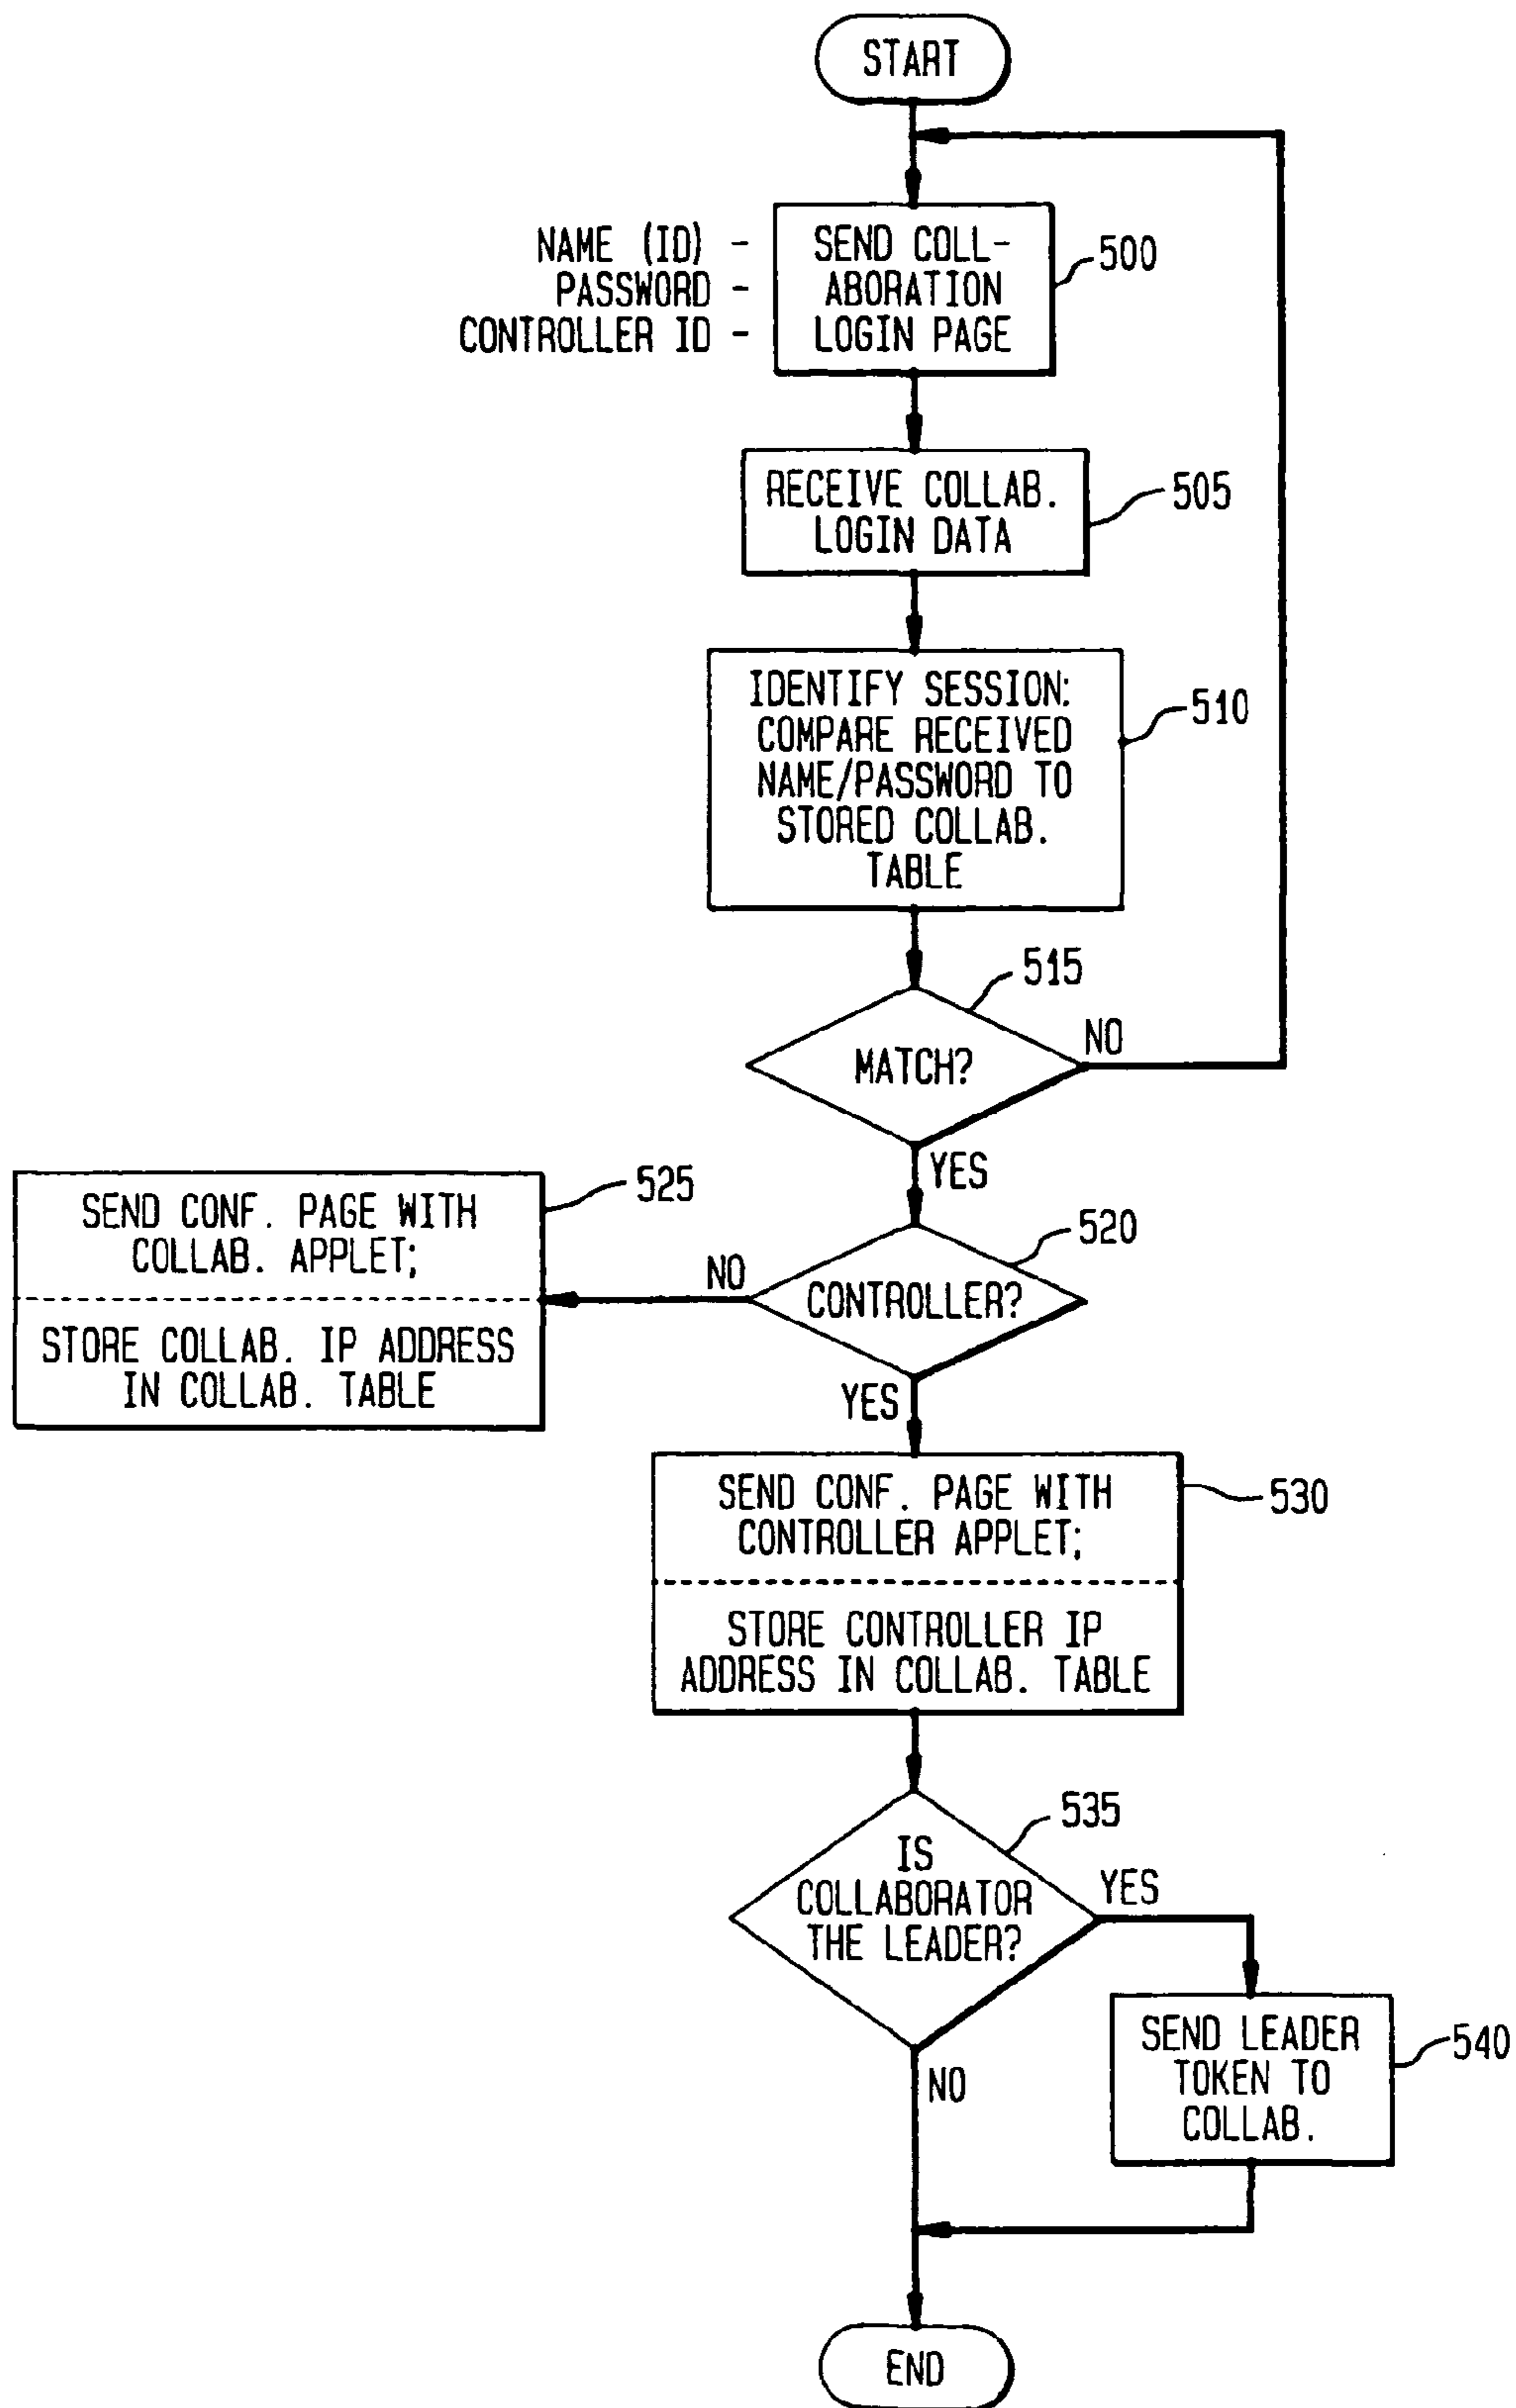 START
NAME (ID) -
PASSWORD -
CONTROLLER ID -
SEND COLL-
ABORATION
LOGIN PAGE
500
RECEIVE COLLAB.
LOGIN DATA
505
IDENTIFY SESSION:
COMPARE RECEIVED
NAME/PASSWORD TO
STORED COLLAB.
TABLE
510
515
MATCH?
NO
YES
525
SEND CONF. PAGE WITH
COLLAB. APPLET;
STORE COLLAB. IP ADDRESS
IN COLLAB. TABLE
520
NO
CONTROLLER?
YES
SEND CONF. PAGE WITH
CONTROLLER APPLET;
STORE CONTROLLER IP
ADDRESS IN COLLAB. TABLE
530
535
IS
COLLABORATOR
THE LEADER?
YES
NO
SEND LEADER
TOKEN TO
COLLAB.
540
END